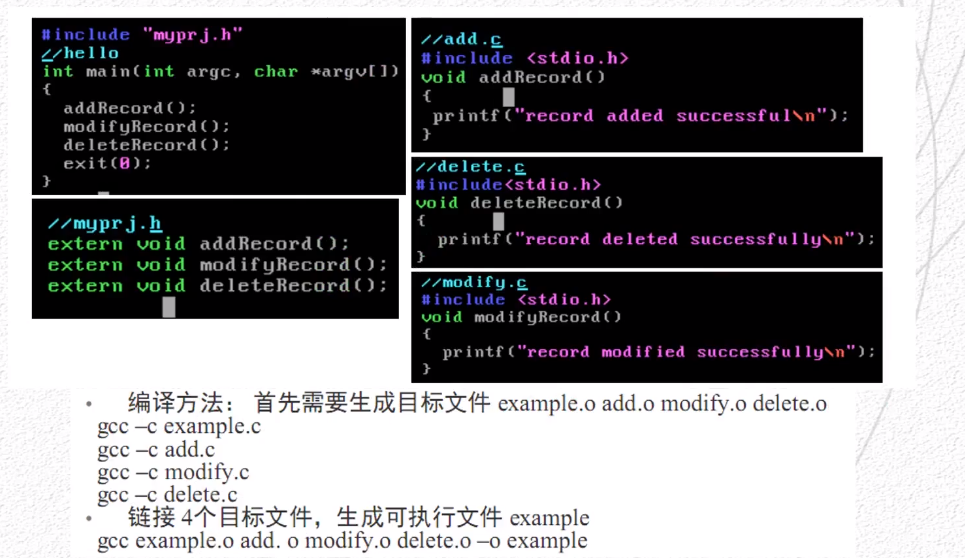 #include "myprj.h"
//hello
int main(int argc, char *argv[])
{
addRecord();
modifyRecord();
deleteRecord();
exit(0);
}
//myprj.h
extern void addRecord();
extern void modifyRecord();
extern void deleteRecord();
//add.c
#include <stdio.h>
void addRecord()
{
printf("record added successful\n");
}
//delete.c
#include<stdio.h>
void deleteRecord()
{
printf("record deleted successfully\n");
}
//modify.c
#include <stdio.h>
void modifyRecord()
{
printf("record modified successfully\n");
}
• 编译方法： 首先需要生成目标文件 example.o add.o modify.o delete.o
gcc –c example.c
gcc –c add.c
gcc –c modify.c
gcc –c delete.c
• 链接 4个目标文件，生成可执行文件 example
gcc example.o add. o modify.o delete.o –o example